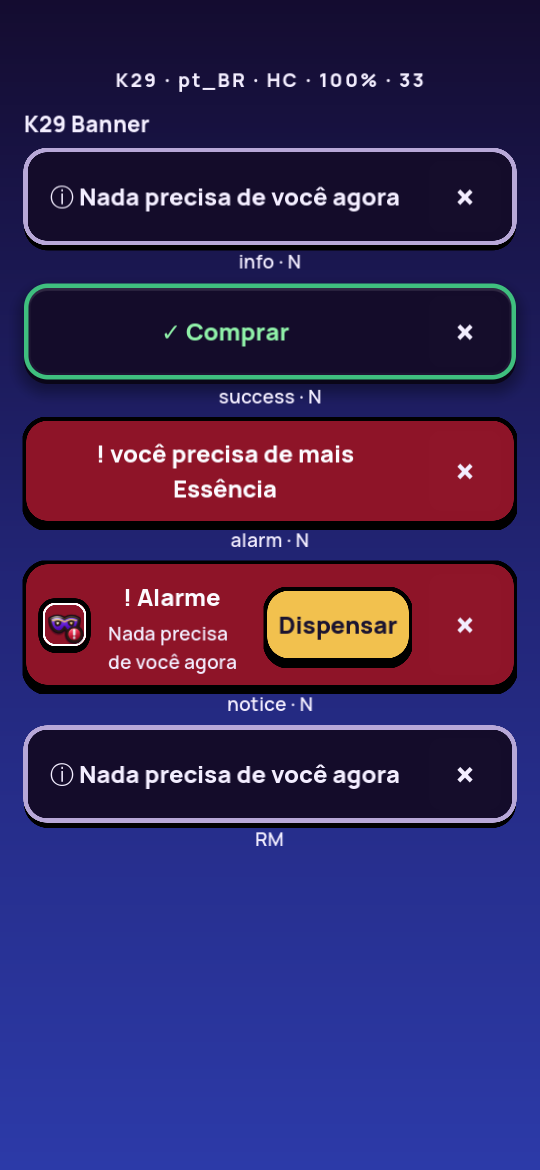 K29 · pt_BR · HC · 100% · 33
K29 Banner
ⓘ Nada precisa de você agora ×
info · N
✓ Comprar ×
success · N
! você precisa de mais
Essência ×
alarm · N
! Alarme
Nada precisa
de você agora
Dispensar ×
notice · N
ⓘ Nada precisa de você agora ×
RM